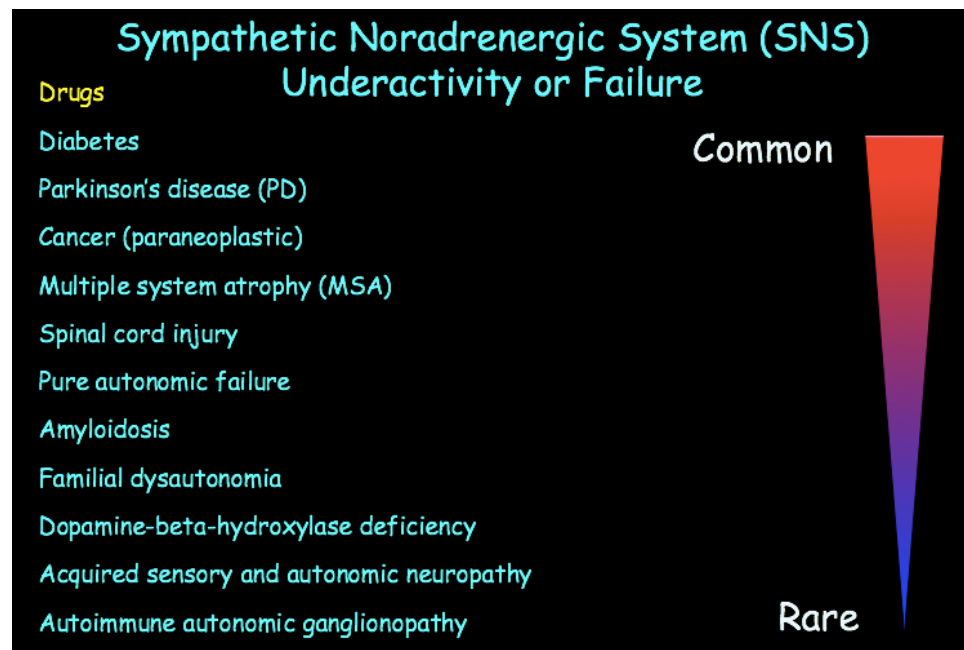 Sympathetic Noradrenergic System (SNS)
Underactivity or Failure
Drugs
Diabetes
Common
Parkinson's disease (PD)
Cancer (paraneoplastic)
Multiple system atrophy (MSA)
Spinal cord injury
Pure autonomic failure
Amyloidosis
Familial dysautonomia
Dopamine-beta-hydroxylase deficiency
Acquired sensory and autonomic neuropathy
Autoimmune autonomic ganglionopathy
Rare